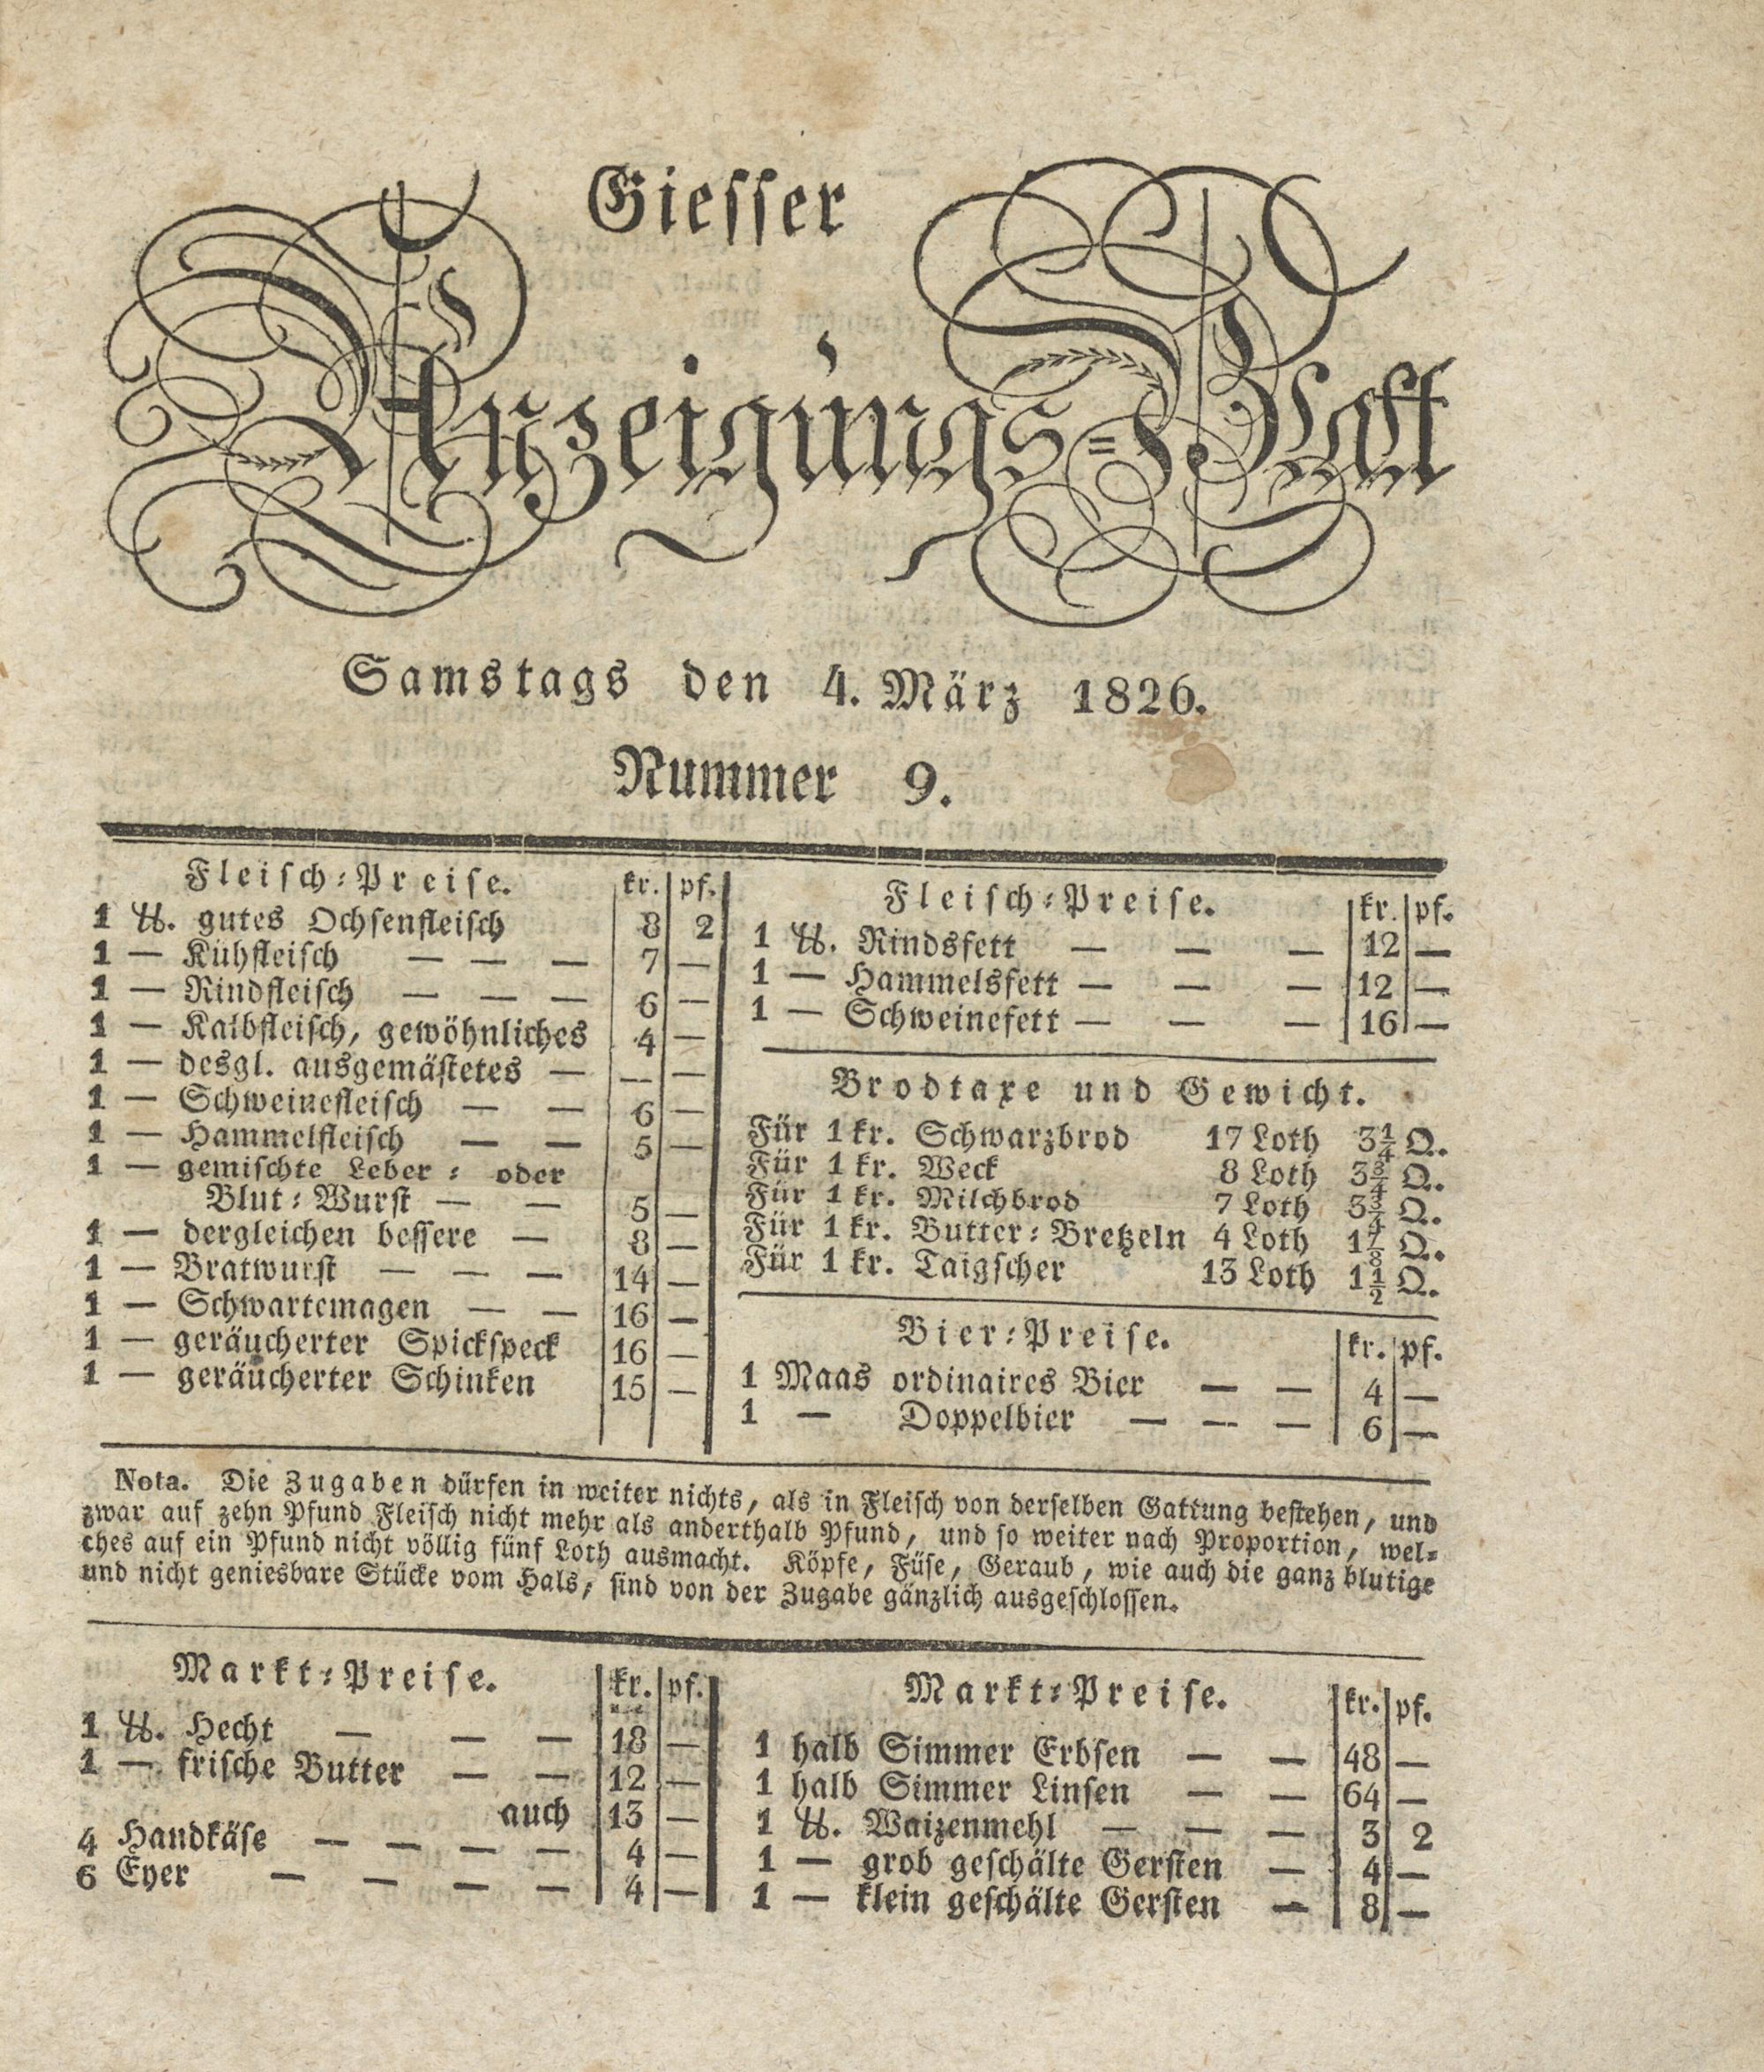 Giesser
Anzeigungs=Blatt
Samstags den 4. März 1826.
Nummer 9.
Fleisch=Preise. kr. pf.
1 ℔. gutes Ochsenfleisch 8 2
1 — Kühfleisch — — — 7 —
1 — Rindfleisch — — — 6 —
1 — Kalbfleisch, gewöhnliches 4 —
1 — desgl. ausgemästetes — — —
1 — Schweinefleisch — — 6 —
1 — Hammelfleisch — — 5 —
1 — gemischte Leber= oder
Blut=Wurst — — 5 —
1 — dergleichen bessere — 8 —
1 — Bratwurst — — — 14 —
1 — Schwartemagen — — 16 —
1 — geräucherter Spickspeck 16 —
1 — geräucherter Schinken 15 —
Fleisch=Preise. kr. pf.
1 ℔. Rindsfett — — — 12 —
1 — Hammelsfett — — — 12 —
1 — Schweinefett — — — 16 —
Brodtaxe und Gewicht.
Für 1 kr. Schwarzbrod 17 Loth 3¼ Q.
Für 1 kr. Weck 8 Loth 3¾ Q.
Für 1 kr. Milchbrod 7 Loth 3¾ Q.
Für 1 kr. Butter=Bretzeln 4 Loth 1⅞ Q.
Für 1 kr. Taigscher 13 Loth 1½ Q.
Bier=Preise. kr. pf.
1 Maas ordinaires Bier — — 4 —
1 — Doppelbier — — — 6 —
Nota. Die Zugaben dürfen in weiter nichts, als in Fleisch von derselben Gattung bestehen, und
zwar auf zehn Pfund Fleisch nicht mehr als anderthalb Pfund, und so weiter nach Proportion, wel=
ches auf ein Pfund nicht völlig fünf Loth ausmacht. Köpfe, Füse, Geraub, wie auch die ganz blutige
und nicht geniesbare Stücke vom Hals, sind von der Zugabe gänzlich ausgeschlossen.
Markt=Preise. kr. pf.
1 ℔. Hecht — — — 18 —
1 — frische Butter — — 12 —
auch 13 —
4 Handkäse — — — — 4 —
6 Eyer — — — — 4 —
Markt=Preise. kr. pf.
1 halb Simmer Erbsen — — 48 —
1 halb Simmer Linsen — — 64 —
1 ℔. Waizenmehl — — — 3 2
1 — grob geschälte Gersten — 4 —
1 — klein geschälte Gersten — 8 —